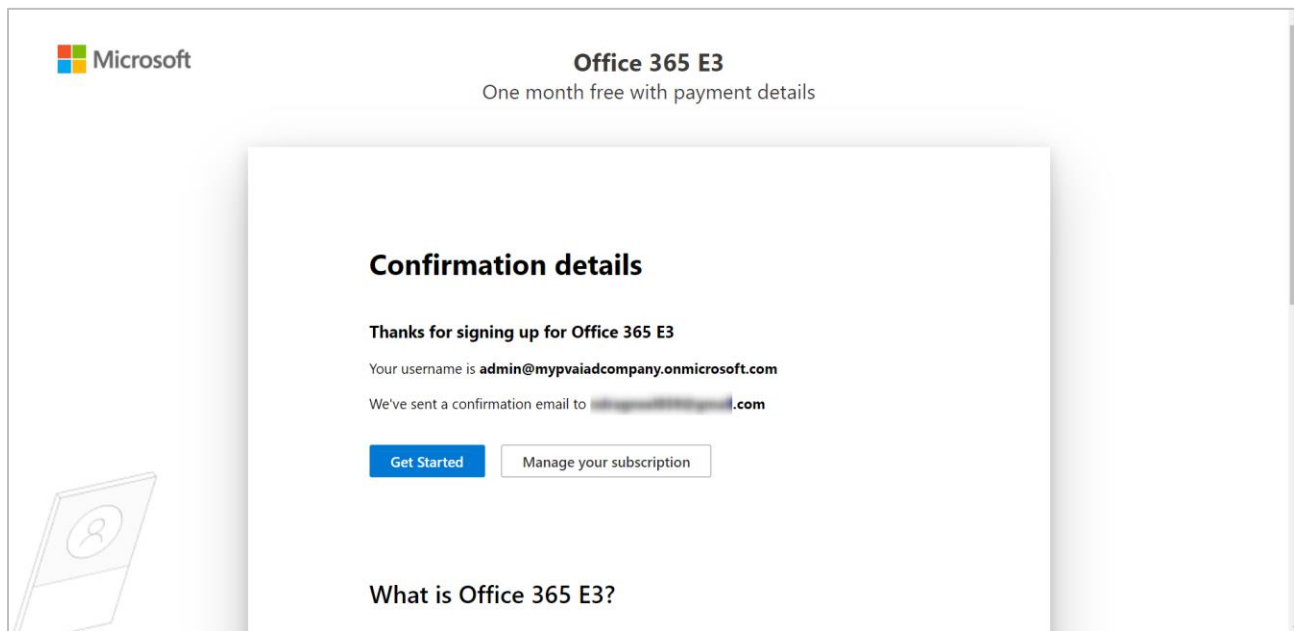 Microsoft
Office 365 E3
One month free with payment details
Confirmation details
Thanks for signing up for Office 365 E3
Your username is admin@mypvaiadcompany.onmicrosoft.com
We've sent a confirmation email to .com
Get Started
Manage your subscription
What is Office 365 E3?